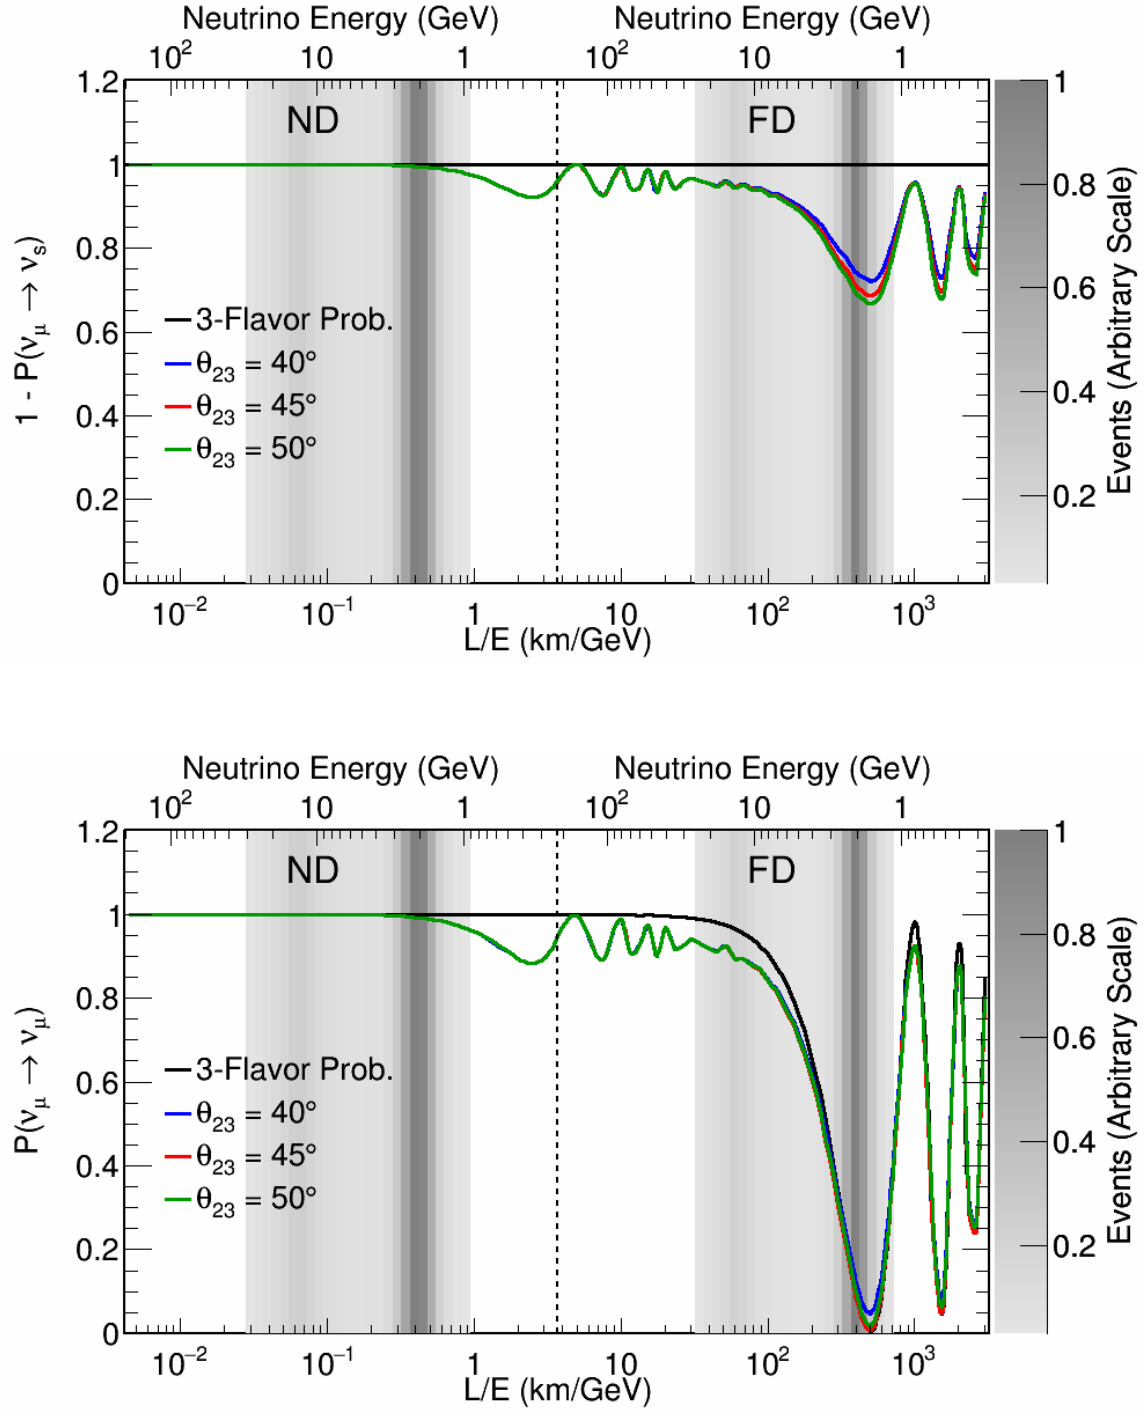 Neutrino Energy (GeV) Neutrino Energy (GeV)
10² 10 1 10² 10 1
1.2 ND FD 1
1
0.8 0.8
0.6 3-Flavor Prob. 0.6
θ₂₃ = 40°
0.4 θ₂₃ = 45° 0.4
θ₂₃ = 50°
0.2 0.2
0
1 - P(νμ → νs)
Events (Arbitrary Scale)
10⁻² 10⁻¹ 1 10 10² 10³
L/E (km/GeV)
Neutrino Energy (GeV) Neutrino Energy (GeV)
10² 10 1 10² 10 1
1.2 ND FD 1
1
0.8 0.8
0.6 3-Flavor Prob. 0.6
θ₂₃ = 40°
0.4 θ₂₃ = 45° 0.4
θ₂₃ = 50°
0.2 0.2
0
P(νμ → νμ)
Events (Arbitrary Scale)
10⁻² 10⁻¹ 1 10 10² 10³
L/E (km/GeV)